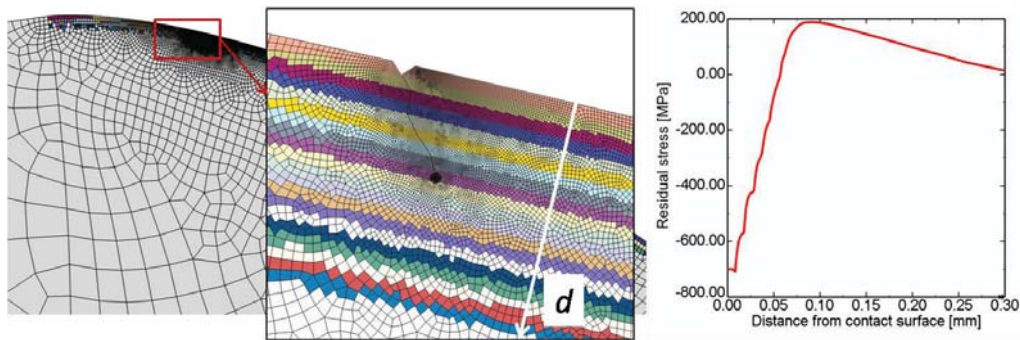 d
200.00
0.00
-200.00
-400.00
-600.00
-800.00
Residual stress [MPa]
0.00 0.05 0.10 0.15 0.20 0.25 0.30
Distance from contact surface [mm]